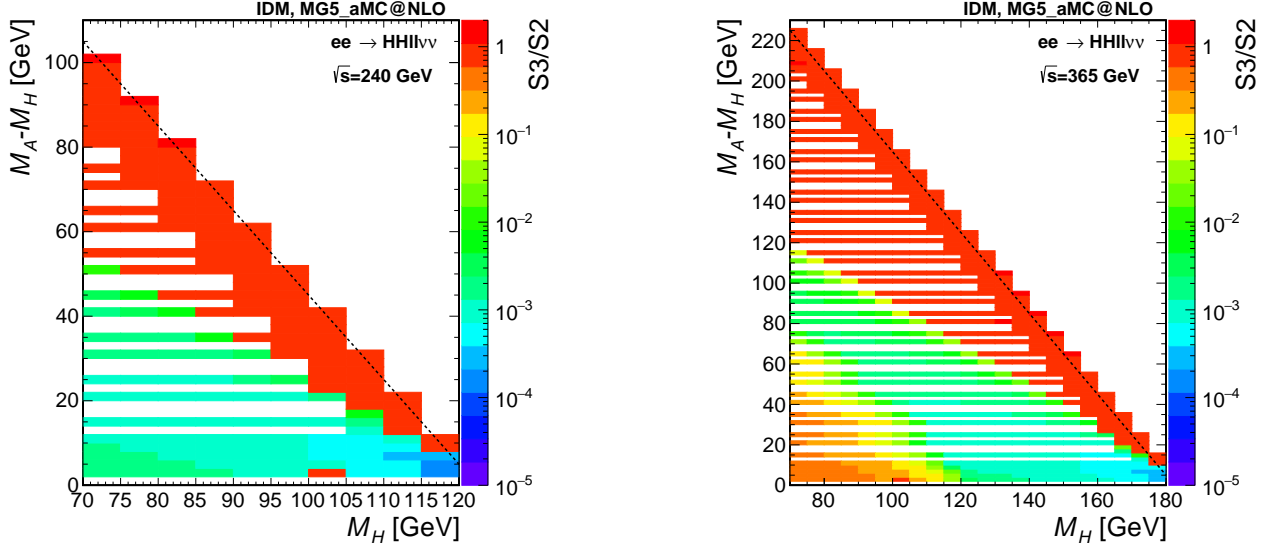 IDM, MG5_aMC@NLO
M_A-M_H [GeV]
ee → HHllνν
√s=240 GeV
100
80
60
40
20
0
70 75 80 85 90 95 100 105 110 115 120
M_H [GeV]
S3/S2
1
10⁻¹
10⁻²
10⁻³
10⁻⁴
10⁻⁵
IDM, MG5_aMC@NLO
M_A-M_H [GeV]
ee → HHllνν
√s=365 GeV
220
200
180
160
140
120
100
80
60
40
20
0
80 100 120 140 160 180
M_H [GeV]
S3/S2
1
10⁻¹
10⁻²
10⁻³
10⁻⁴
10⁻⁵